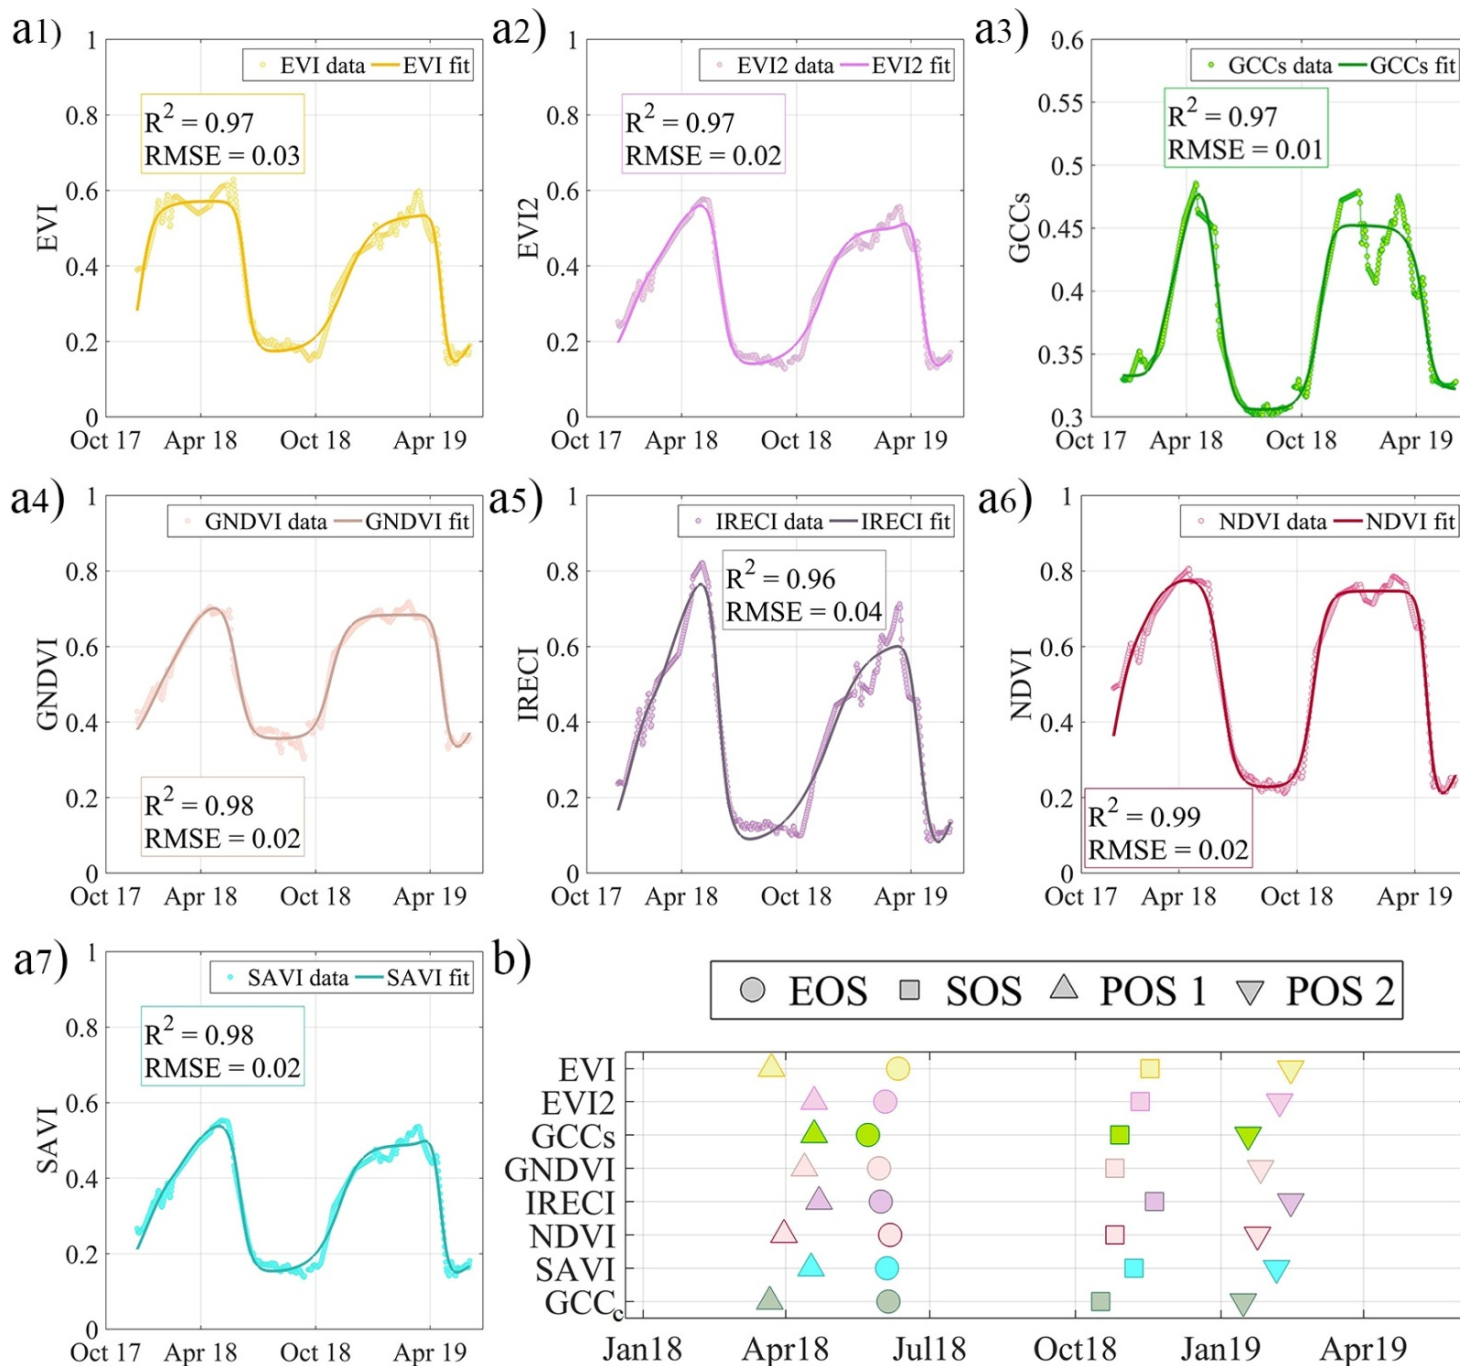 a1)
1
0.8
0.6
0.4
0.2
0
EVI
EVI data EVI fit
R² = 0.97
RMSE = 0.03
Oct 17 Apr 18 Oct 18 Apr 19
a2)
1
0.8
0.6
0.4
0.2
0
EVI2
EVI2 data EVI2 fit
R² = 0.97
RMSE = 0.02
Oct 17 Apr 18 Oct 18 Apr 19
a3)
0.6
0.55
0.5
0.45
0.4
0.35
0.3
GCCs
GCCs data GCCs fit
R² = 0.97
RMSE = 0.01
Oct 17 Apr 18 Oct 18 Apr 19
a4)
1
0.8
0.6
0.4
0.2
0
GNDVI
GNDVI data GNDVI fit
R² = 0.98
RMSE = 0.02
Oct 17 Apr 18 Oct 18 Apr 19
a5)
1
0.8
0.6
0.4
0.2
0
IRECI
IRECI data IRECI fit
R² = 0.96
RMSE = 0.04
Oct 17 Apr 18 Oct 18 Apr 19
a6)
1
0.8
0.6
0.4
0.2
0
NDVI
NDVI data NDVI fit
R² = 0.99
RMSE = 0.02
Oct 17 Apr 18 Oct 18 Apr 19
a7)
1
0.8
0.6
0.4
0.2
0
SAVI
SAVI data SAVI fit
R² = 0.98
RMSE = 0.02
Oct 17 Apr 18 Oct 18 Apr 19
b)
EOS SOS POS 1 POS 2
EVI
EVI2
GCCs
GNDVI
IRECI
NDVI
SAVI
GCCc
Jan18 Apr18 Jul18 Oct18 Jan19 Apr19